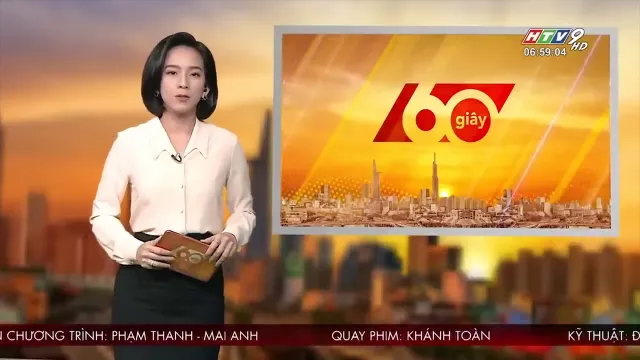 HTV9 HD
06:59:04
60 giây
60
N CHƯƠNG TRÌNH: PHẠM THANH - MAI ANH QUAY PHIM: KHÁNH TOÀN KỸ THUẬT: Đ